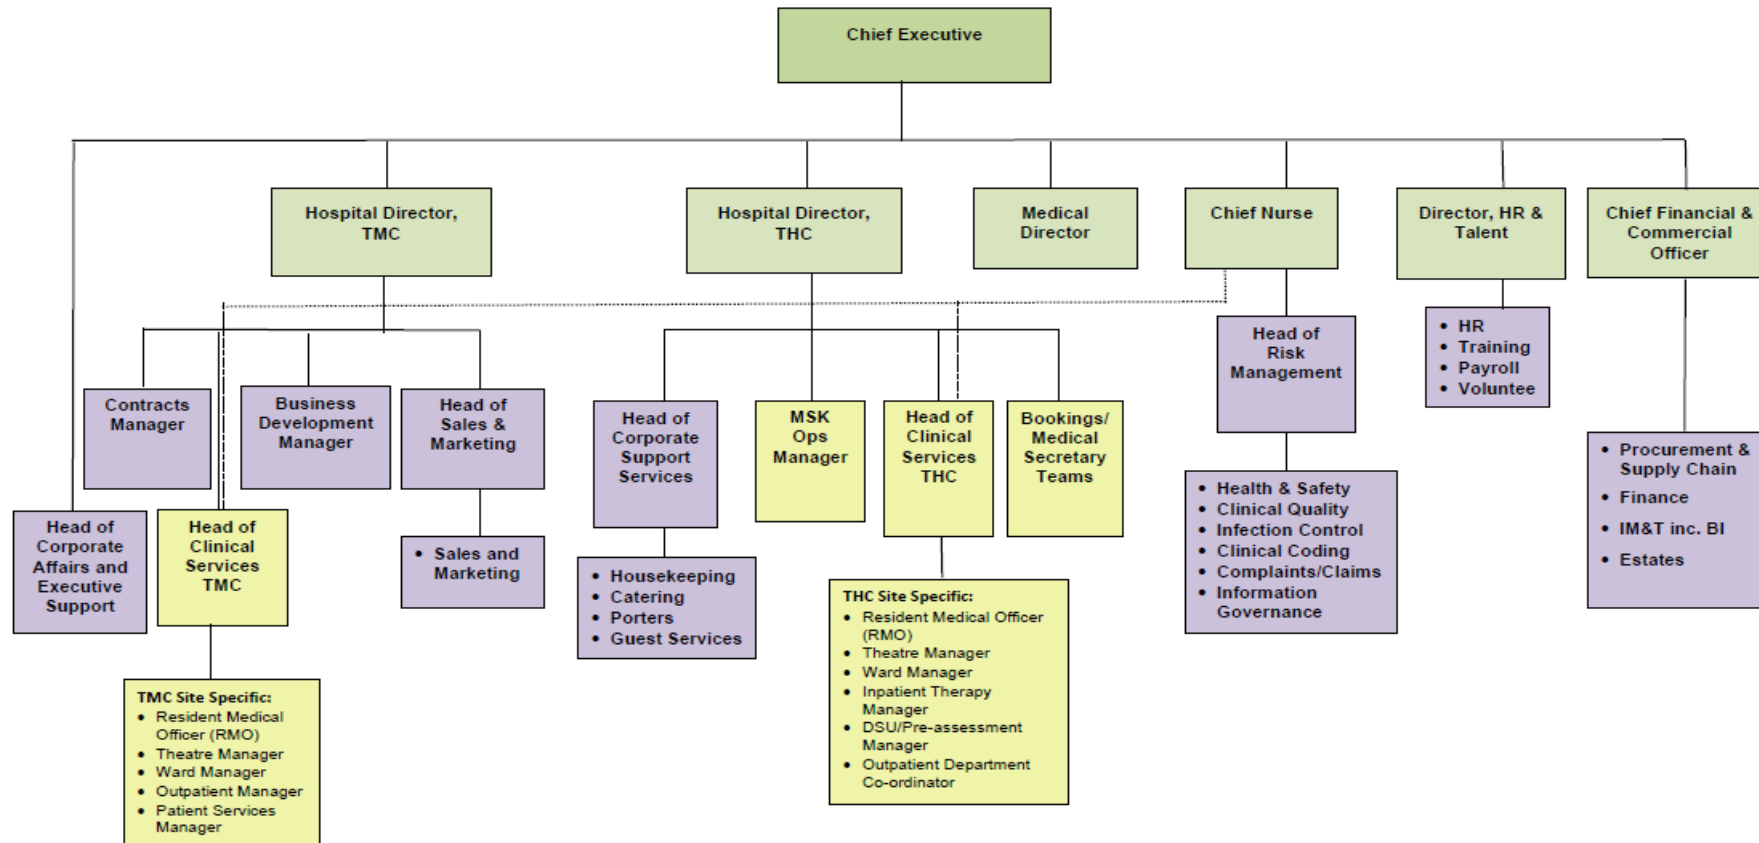 Chief Executive
Hospital Director,
TMC
Hospital Director,
THC
Medical
Director
Chief Nurse
Director, HR &
Talent
Chief Financial &
Commercial
Officer
Contracts
Manager
Business
Development
Manager
Head of
Sales &
Marketing
Head of
Corporate
Support
Services
MSK
Ops
Manager
Head of
Clinical
Services
THC
Bookings/
Medical
Secretary
Teams
Head of
Risk
Management
• HR
• Training
• Payroll
• Voluntee
• Procurement &
Supply Chain
• Finance
• IM&T inc. BI
• Estates
Head of
Corporate
Affairs and
Executive
Support
Head of
Clinical
Services
TMC
• Sales and
Marketing
• Housekeeping
• Catering
• Porters
• Guest Services
THC Site Specific:
• Resident Medical Officer
(RMO)
• Theatre Manager
• Ward Manager
• Inpatient Therapy
Manager
• DSU/Pre-assessment
Manager
• Outpatient Department
Co-ordinator
• Health & Safety
• Clinical Quality
• Infection Control
• Clinical Coding
• Complaints/Claims
• Information
Governance
TMC Site Specific:
• Resident Medical
Officer (RMO)
• Theatre Manager
• Ward Manager
• Outpatient Manager
• Patient Services
Manager